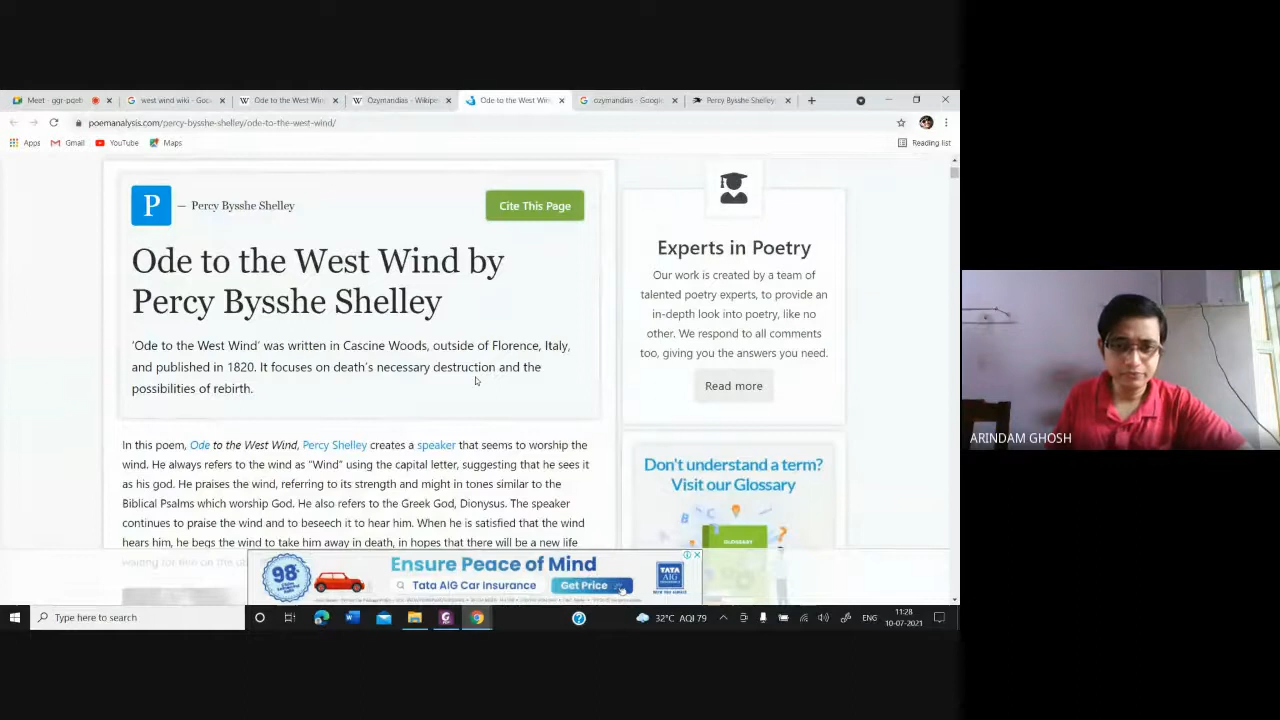 Meet - ggr-pqeb
west wind wiki - Goo
Ode to the West Win
Ozymandias - Wikipe
Ode to the West Win
ozymandias - Google
Percy Bysshe Shelley
poemanalysis.com/percy-bysshe-shelley/ode-to-the-west-wind/
Apps Gmail YouTube Maps Reading list
P — Percy Bysshe Shelley
Cite This Page
Ode to the West Wind by
Percy Bysshe Shelley
‘Ode to the West Wind’ was written in Cascine Woods, outside of Florence, Italy,
and published in 1820. It focuses on death’s necessary destruction and the
possibilities of rebirth.
In this poem, Ode to the West Wind, Percy Shelley creates a speaker that seems to worship the
wind. He always refers to the wind as “Wind” using the capital letter, suggesting that he sees it
as his god. He praises the wind, referring to its strength and might in tones similar to the
Biblical Psalms which worship God. He also refers to the Greek God, Dionysus. The speaker
continues to praise the wind and to beseech it to hear him. When he is satisfied that the wind
hears him, he begs the wind to take him away in death, in hopes that there will be a new life
waiting for him on the
Experts in Poetry
Our work is created by a team of
talented poetry experts, to provide an
in-depth look into poetry, like no
other. We respond to all comments
too, giving you the answers you need.
Read more
Don't understand a term?
Visit our Glossary
GLOSSARY
98
Ensure Peace of Mind
Tata AIG Car Insurance
Get Price
TATA
AIG
ARINDAM GHOSH
Type here to search
32°C AQI 79
ENG
11:28
10-07-2021